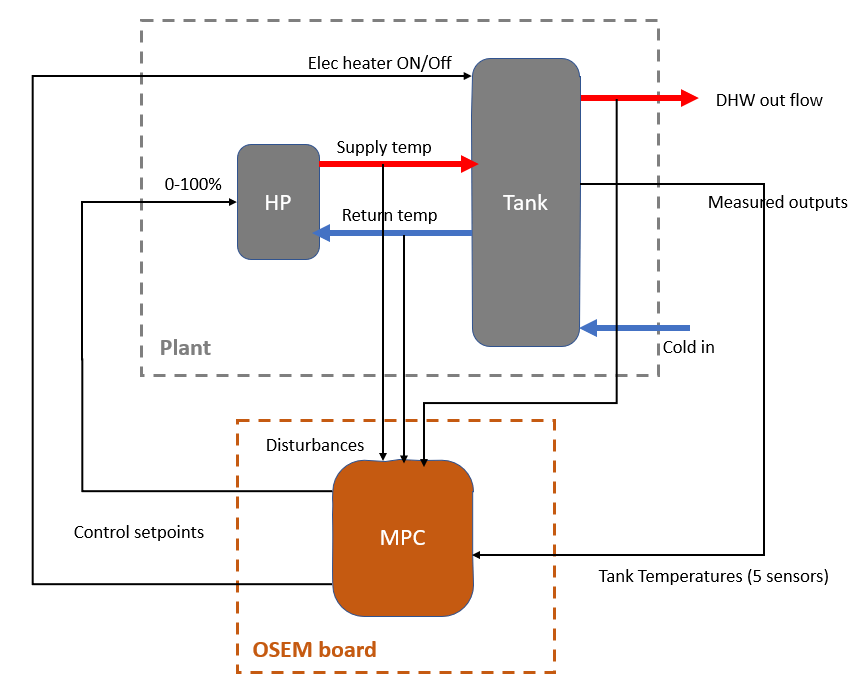 Elec heater ON/Off
DHW out flow
Supply temp
0-100%
HP
Tank
Measured outputs
Return temp
Plant
Cold in
Disturbances
Control setpoints
MPC
Tank Temperatures (5 sensors)
OSEM board